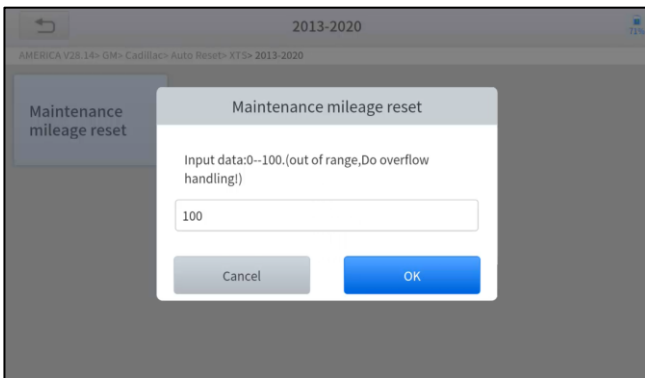 2013-2020
71%
AMERICA V28.14> GM> Cadillac> Auto Reset> XTS> 2013-2020
Maintenance
mileage reset
Maintenance mileage reset
Input data:0--100.(out of range,Do overflow
handling!)
100
Cancel
OK